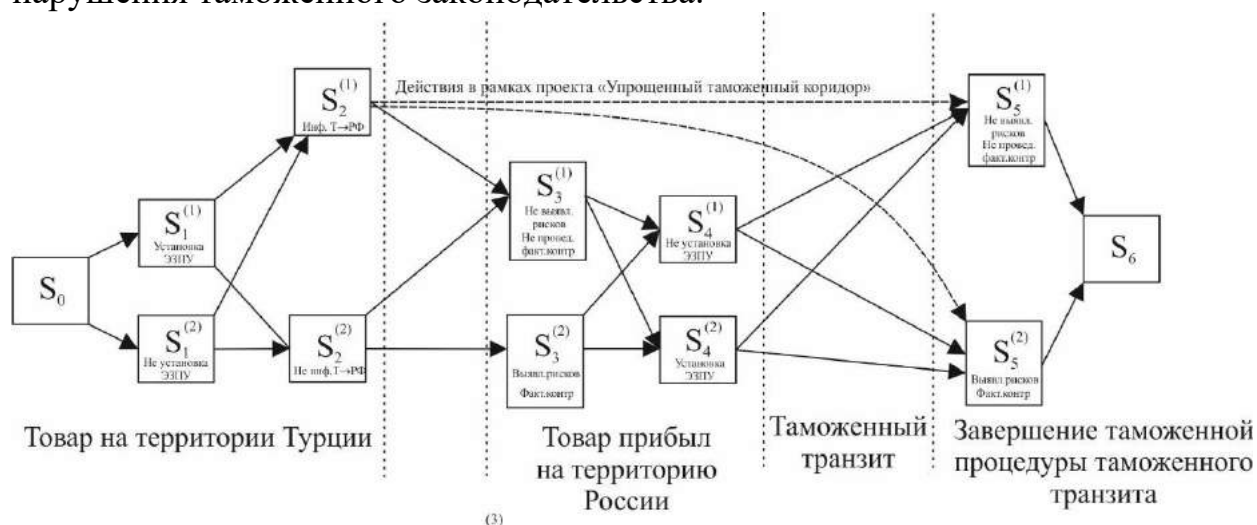 нарушения таможенного законодательства.
Действия в рамках проекта «Упрощенный таможенный коридор»
S₂⁽¹⁾
Инф. Т→РФ
S₅⁽¹⁾
Не выявл.
рисков
Не провед.
факт.контр
S₃⁽¹⁾
Не выявл.
рисков
Не провед.
факт.контр
S₁⁽¹⁾
Установка
ЭЗПУ
S₄⁽¹⁾
Не установка
ЭЗПУ
S₀
S₆
S₁⁽²⁾
Не установка
ЭЗПУ
S₂⁽²⁾
Не инф.Т→РФ
S₃⁽²⁾
Выявл.рисков
Факт.контр
S₄⁽²⁾
Установка
ЭЗПУ
S₅⁽²⁾
Выявл.рисков
Факт.контр
Товар на территории Турции
Товар прибыл
на территорию
России
Таможенный
транзит
Завершение таможенной
процедуры таможенного
транзита
(3)